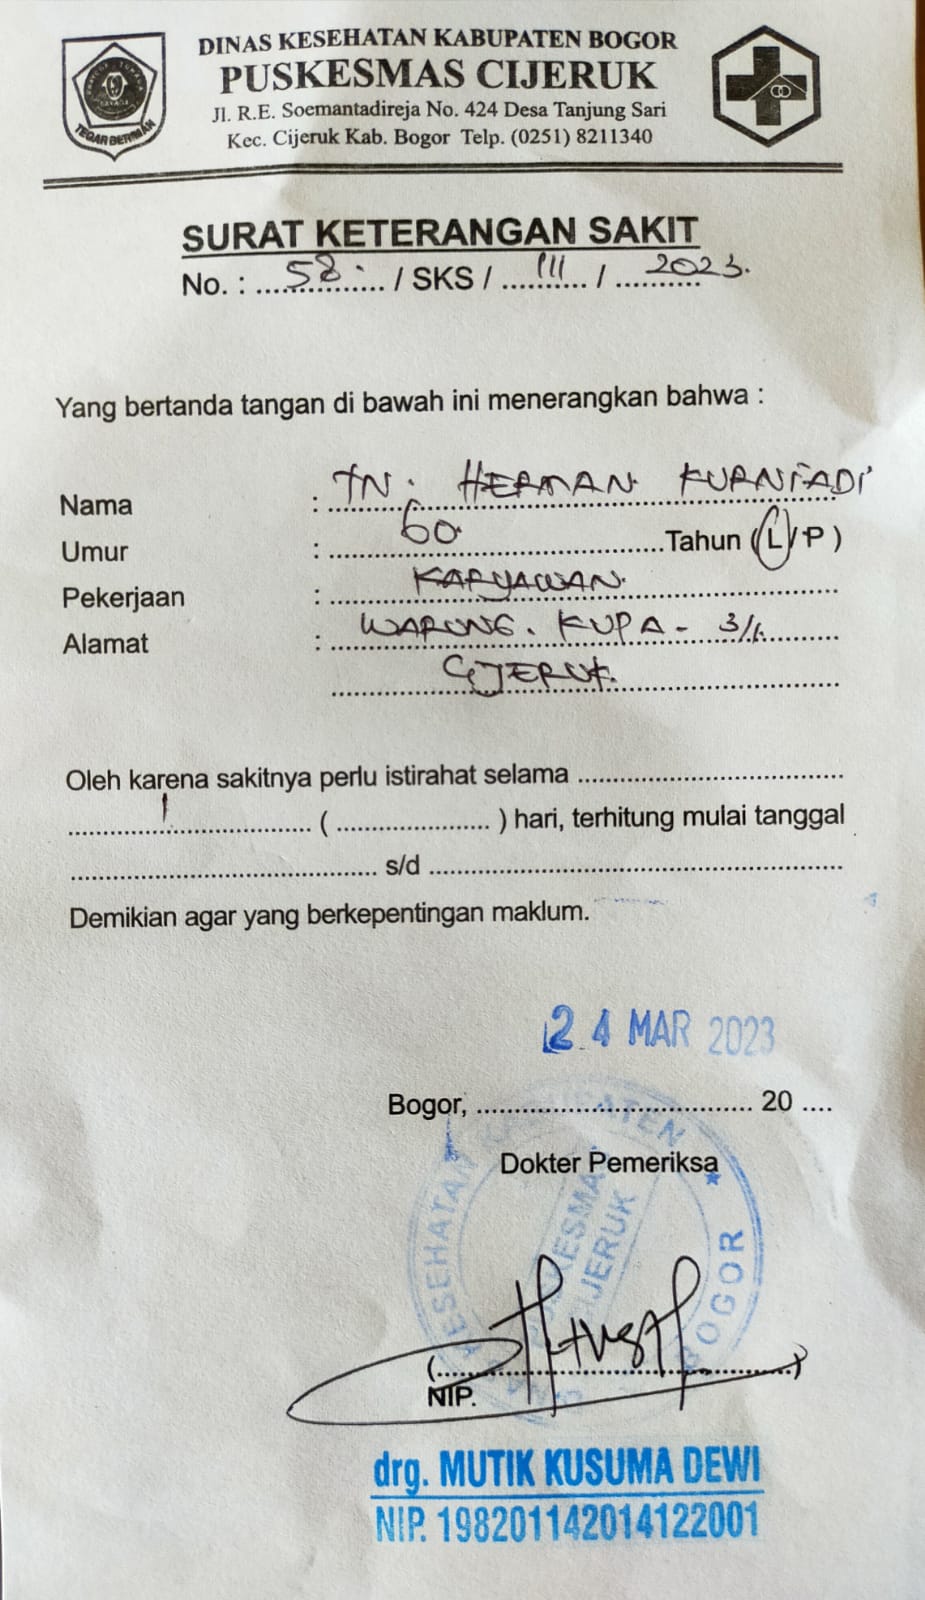 DINAS KESEHATAN KABUPATEN BOGOR
PUSKESMAS CIJERUK
Jl. R.E. Soemantadireja No. 424 Desa Tanjung Sari
Kec. Cijeruk Kab. Bogor Telp. (0251) 8211340
TEGAR BERIMAN
SURAT KETERANGAN SAKIT
No. : 58. / SKS / III / 2023.
Yang bertanda tangan di bawah ini menerangkan bahwa :
Nama : TN. HERMAN KURNIADI
Umur : 60 Tahun (L/P)
Pekerjaan : KARYAWAN
Alamat : WARUNG. KUPA - 3/1.
CIJERUK.
Oleh karena sakitnya perlu istirahat selama ....................................
.................................. ( ....................... ) hari, terhitung mulai tanggal
.......................................... s/d ..........................................................
Demikian agar yang berkepentingan maklum.
24 MAR 2023
Bogor, ...................................... 20 ....
Dokter Pemeriksa
KESEHATAN KABUPATEN
PUSKESMAS
CIJERUK
BOGOR
(..................................................)
NIP.
drg. MUTIK KUSUMA DEWI
NIP. 198201142014122001